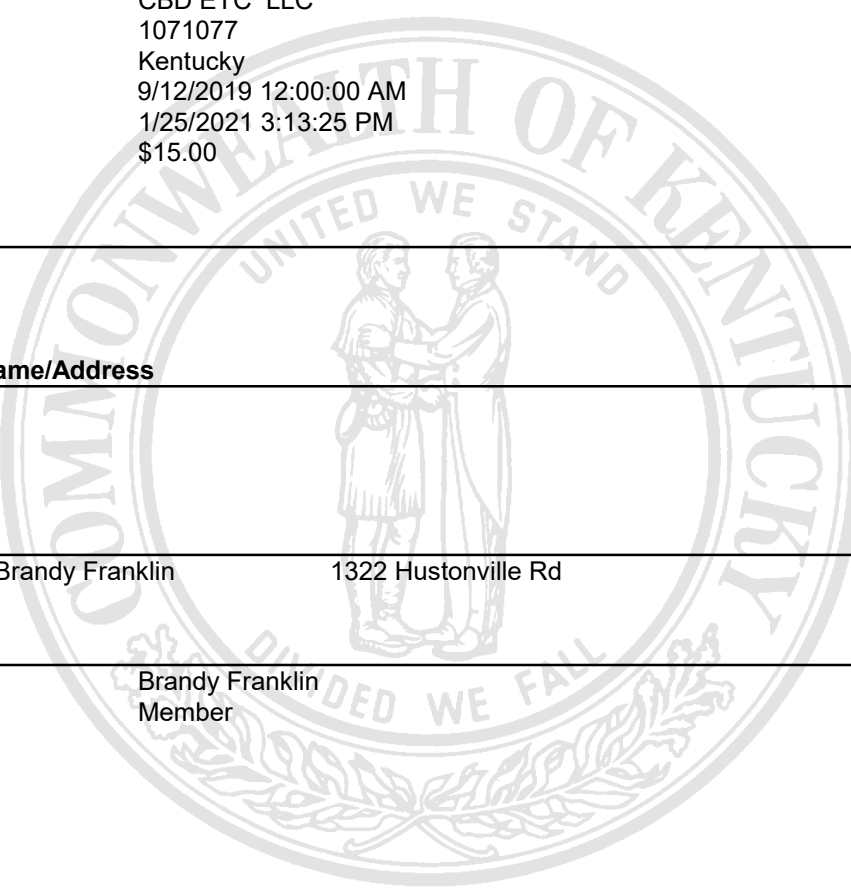 CBD ETC LLC
1071077
Kentucky
9/12/2019 12:00:00 AM
1/25/2021 3:13:25 PM
$15.00
ame/Address
Brandy Franklin 1322 Hustonville Rd
Brandy Franklin
Member
COMMONWEALTH OF KENTUCKY
UNITED WE STAND
DIVIDED WE FALL